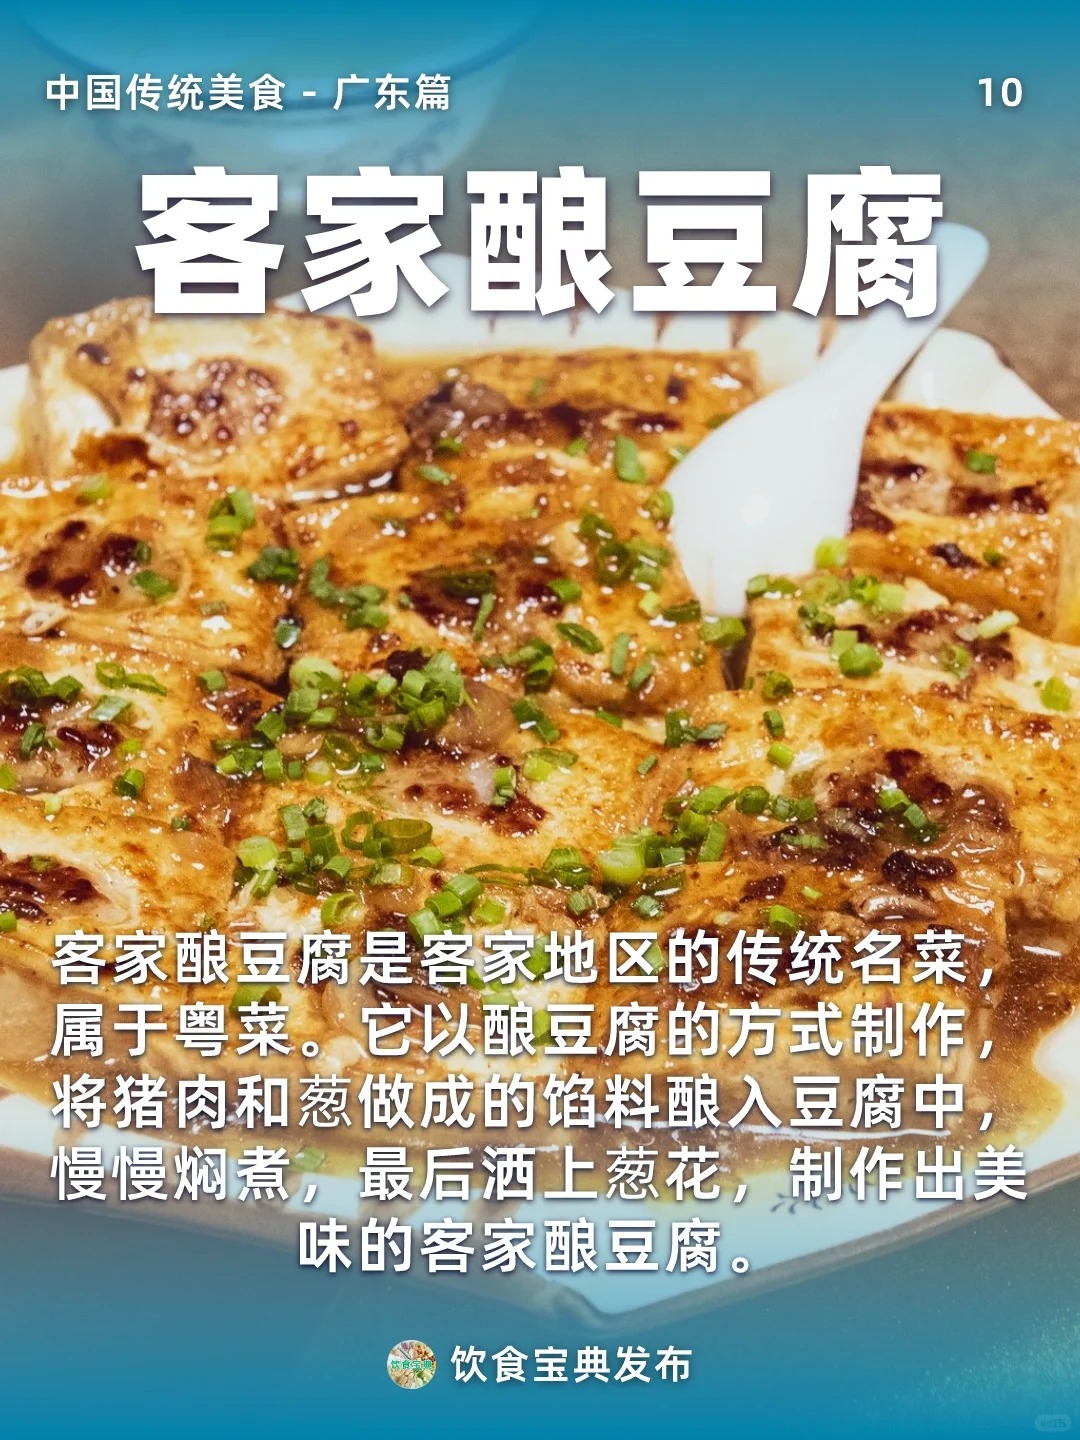 中国传统美食 - 广东篇
10
客家酿豆腐
客家酿豆腐是客家地区的传统名菜，
属于粤菜。它以酿豆腐的方式制作，
将猪肉和葱做成的馅料酿入豆腐中，
慢慢焖煮，最后洒上葱花，制作出美
味的客家酿豆腐。
饮食宝典
饮食宝典发布